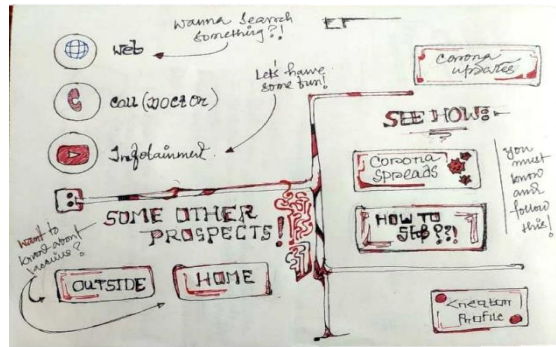 Wanna search
something?!
Web
Call (DOCTOR)
Let's have
some fun!
Infotainment
SOME OTHER
PROSPECTS!
want to
know about
OUTSIDE
HOME
Corona
updates
SEE HOW:
CORONA
SPREADS
HOW TO
StOP??!
you
must
know
and
follow
this!
Creator
Profile